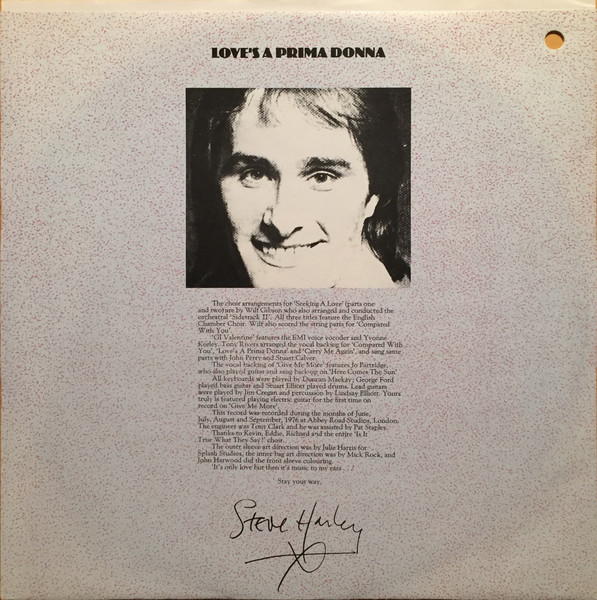 LOVE'S A PRIMA DONNA
The choir arrangements for 'Seeking A Love' (parts one
and two) are by Wilf Gibson who also arranged and conducted the
orchestral 'Sidetrack II'. All three titles feature the English
Chamber Choir. Wilf also scored the string parts for 'Compared
With You'.
'GI Valentine' features the EMI voice vocoder and Yvonne
Keeley. Tony Rivers arranged the vocal backing for 'Compared With
You', 'Love's A Prima Donna' and 'Carry Me Again', and sang some
parts with John Perry and Stuart Calver.
The vocal backing of 'Give Me More' features Jo Partridge,
who also played guitar and sang backing on 'Here Comes The Sun'
All keyboards were played by Duncan Mackay; George Ford
played bass guitar and Stuart Elliott played drums. Lead guitars
were played by Jim Cregan and percussion by Lindsay Elliott. Yours
truly is featured playing electric guitar for the first time on
record on 'Give Me More'.
This record was recorded during the months of June,
July, August and September, 1976 at Abbey Road Studios, London.
The engineer was Tony Clark and he was assisted by Pat Stapley.
Thanks to Kevin, Eddie, Richard and the entire 'Is It
True What They Say?' choir.
The outer sleeve art direction was by Julie Harris for
Splash Studios, the inner bag art direction was by Mick Rock, and
John Harwood did the front sleeve colouring.
'It's only love but then it's music to my ears . . .'
Stay your way,
Steve Harley